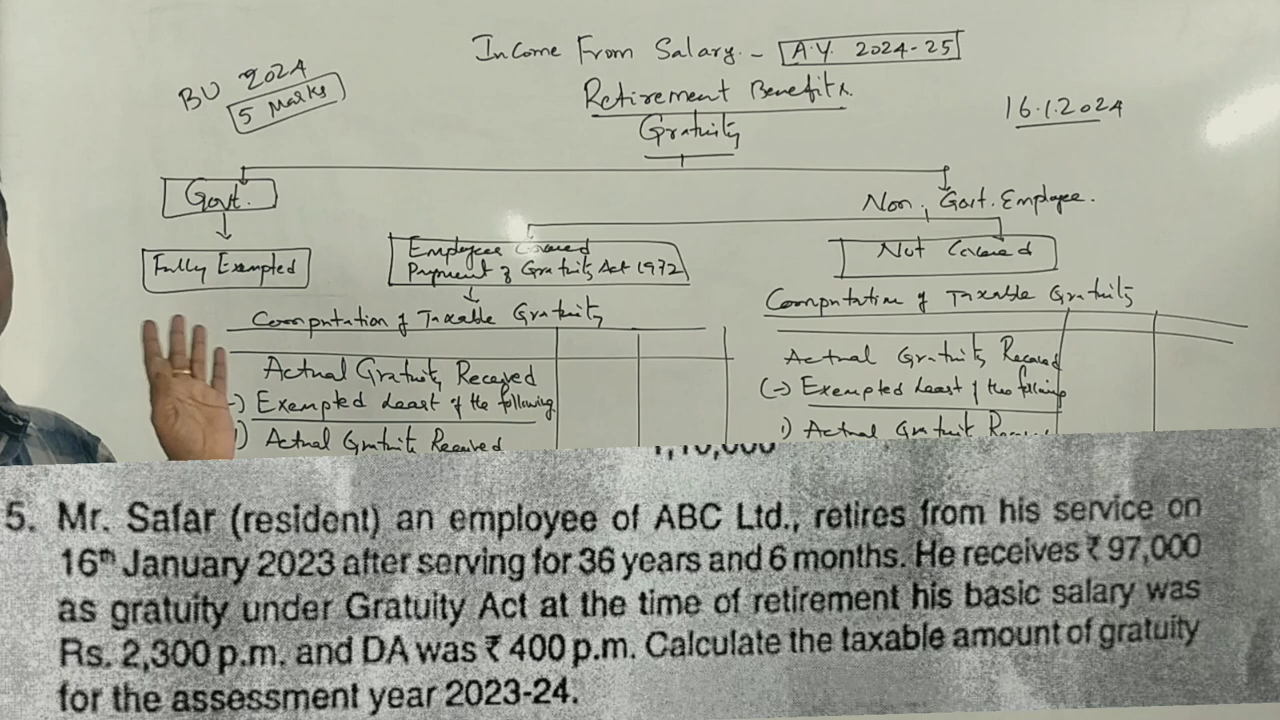 Income From Salary. - A.Y. 2024-25
BU 2024
5 Marks
Retirement Benefits.
16.1.2024
Gratuity
Govt.
Non, Govt. Employee.
Fully Exempted
Employees Covered
Payment of Gratuity Act 1972
Not Covered
Computation of Taxable Gratuity
Computation of Taxable Gratuity
Actual Gratuity Received
(-) Exempted Least of the following
1) Actual Gratuity Received
Actual Gratuity Received
(-) Exempted Least of the following
1) Actual Gratuity
5. Mr. Safar (resident) an employee of ABC Ltd., retires from his service on
16th January 2023 after serving for 36 years and 6 months. He receives ₹ 97,000
as gratuity under Gratuity Act at the time of retirement his basic salary was
Rs. 2,300 p.m. and DA was ₹ 400 p.m. Calculate the taxable amount of gratuity
for the assessment year 2023-24.